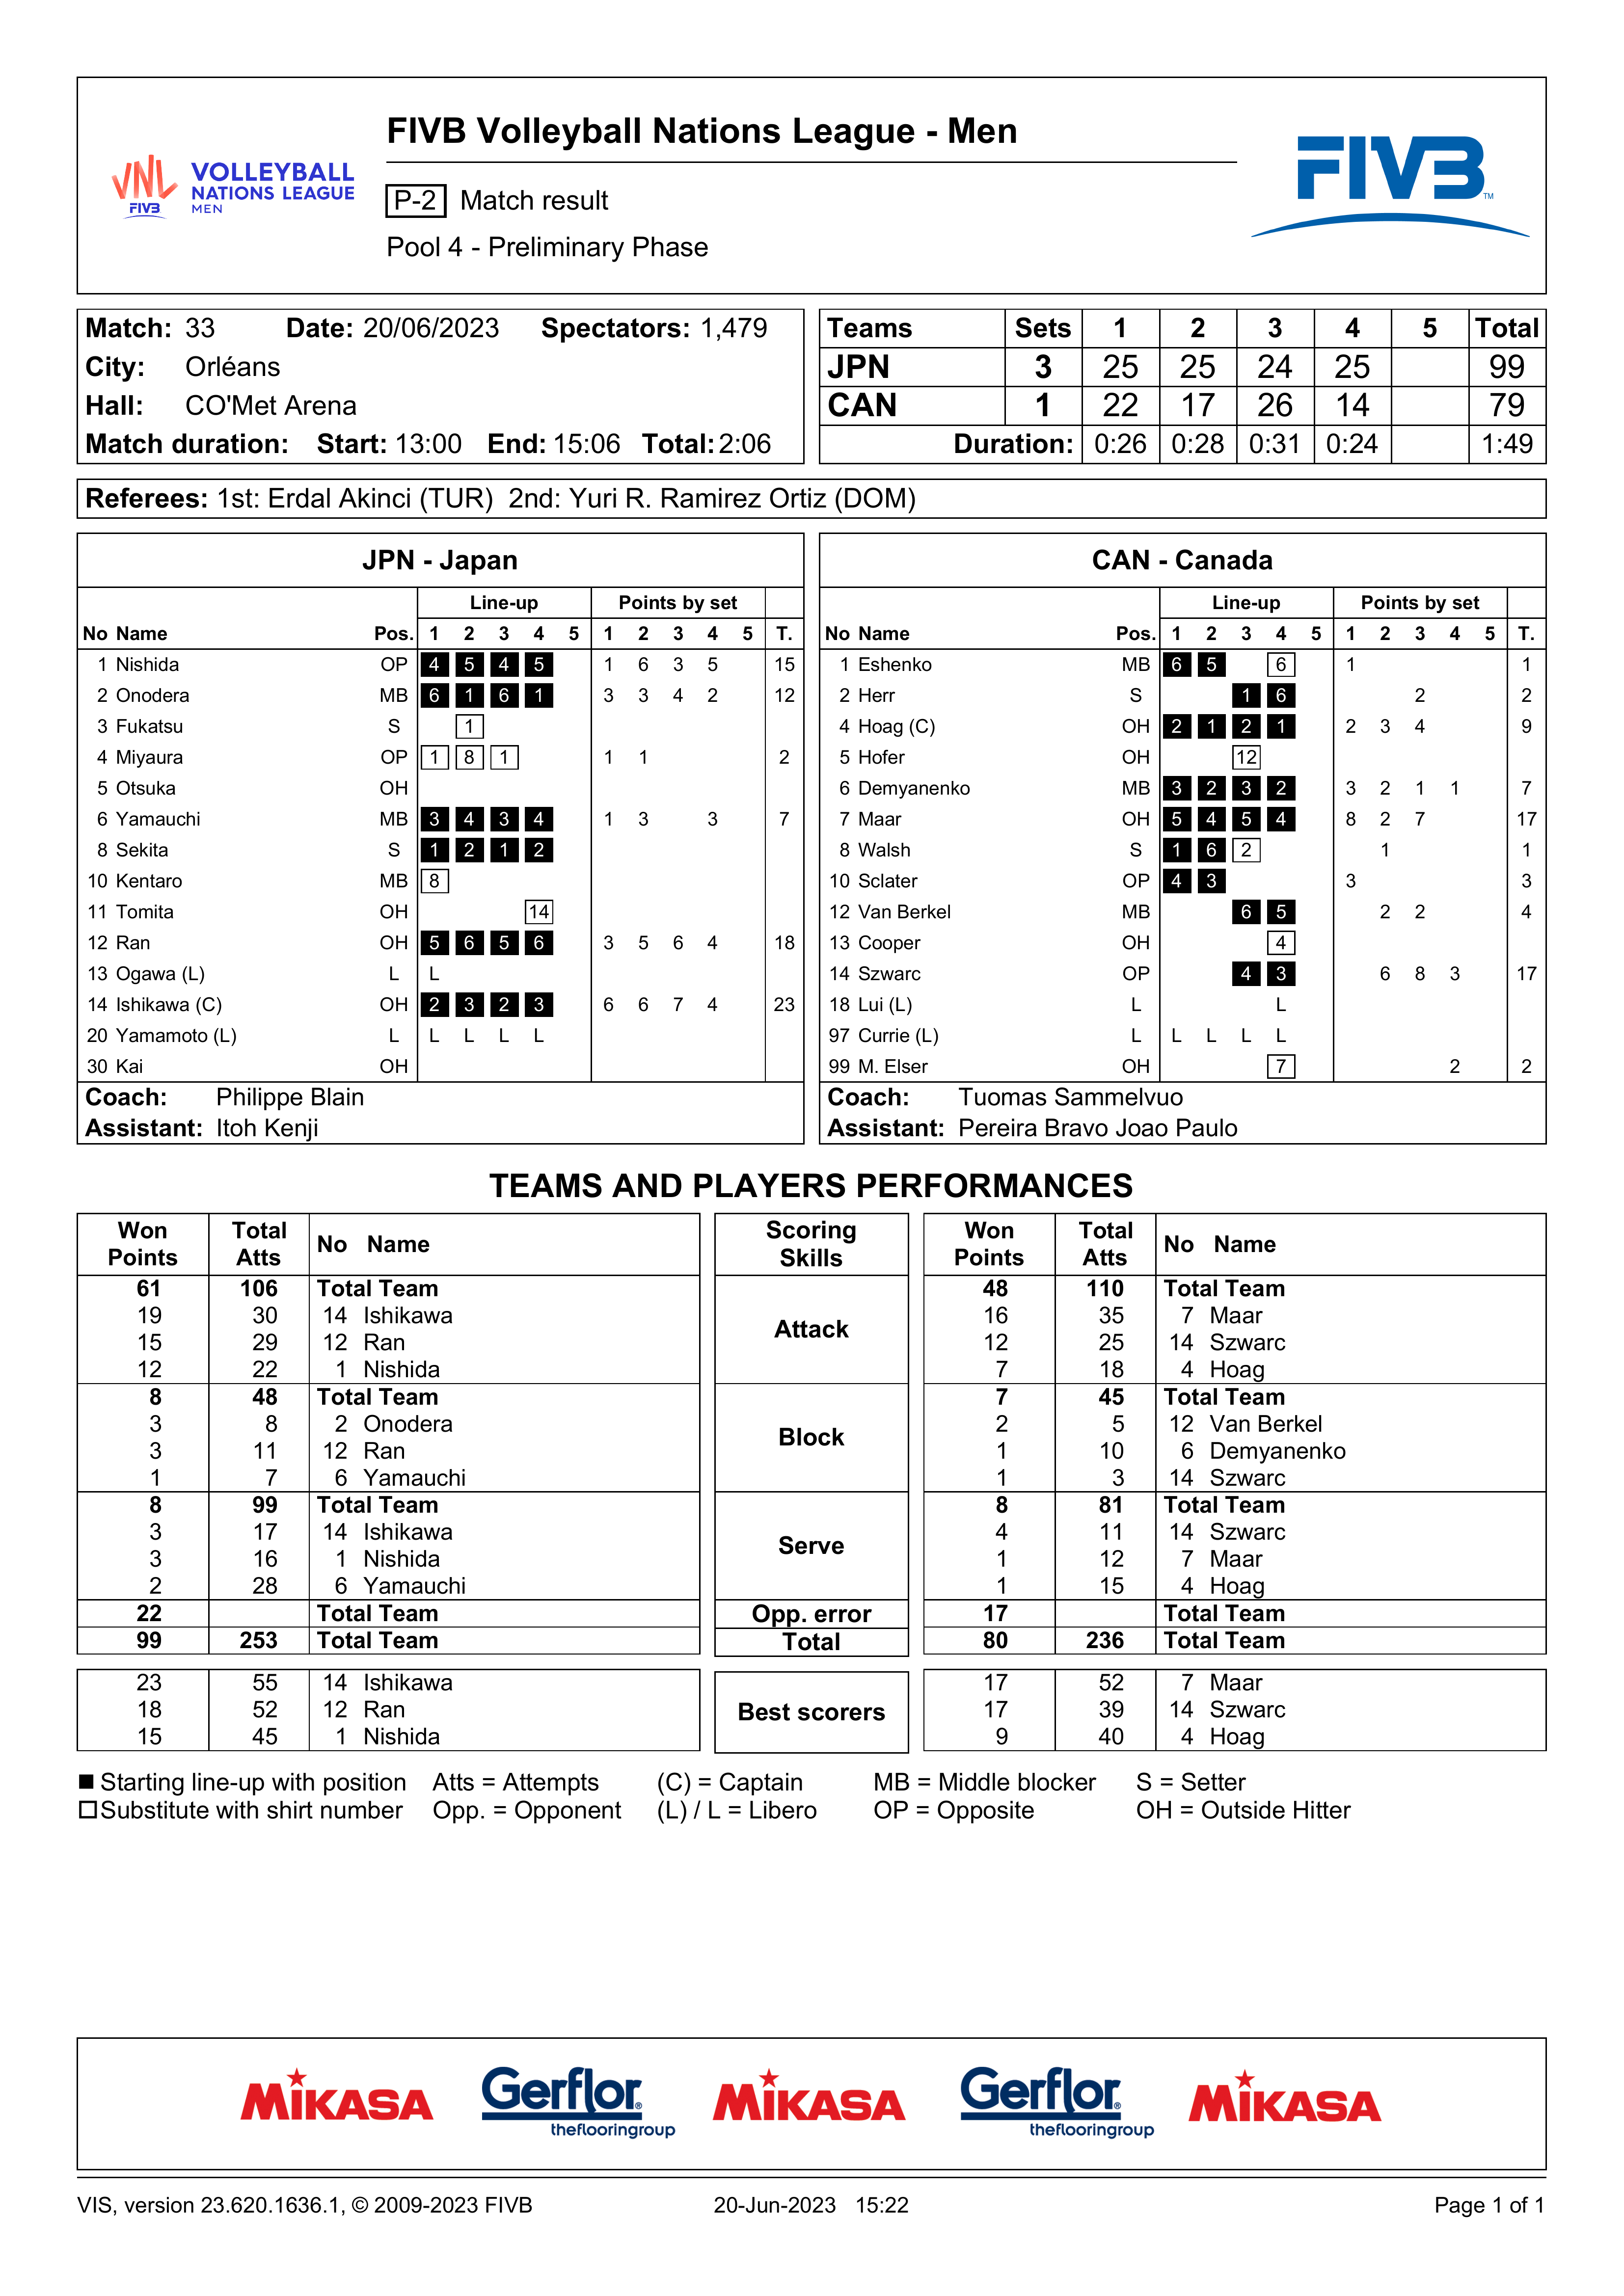 FIVB Volleyball Nations League - Men
VNL FIVB VOLLEYBALL NATIONS LEAGUE MEN
P-2 Match result
FIVB TM
Pool 4 - Preliminary Phase
Match: 33 Date: 20/06/2023 Spectators: 1,479
City: Orléans
Hall: CO'Met Arena
Match duration: Start: 13:00 End: 15:06 Total: 2:06
Teams Sets 1 2 3 4 5 Total
JPN 3 25 25 24 25 99
CAN 1 22 17 26 14 79
Duration: 0:26 0:28 0:31 0:24 1:49
Referees: 1st: Erdal Akinci (TUR) 2nd: Yuri R. Ramirez Ortiz (DOM)
JPN - Japan
Line-up Points by set
No Name Pos. 1 2 3 4 5 1 2 3 4 5 T.
1 Nishida OP 4 5 4 5 1 6 3 5 15
2 Onodera MB 6 1 6 1 3 3 4 2 12
3 Fukatsu S 1
4 Miyaura OP 1 8 1 1 1 2
5 Otsuka OH
6 Yamauchi MB 3 4 3 4 1 3 3 7
8 Sekita S 1 2 1 2
10 Kentaro MB 8
11 Tomita OH 14
12 Ran OH 5 6 5 6 3 5 6 4 18
13 Ogawa (L) L L
14 Ishikawa (C) OH 2 3 2 3 6 6 7 4 23
20 Yamamoto (L) L L L L L
30 Kai OH
Coach: Philippe Blain
Assistant: Itoh Kenji
CAN - Canada
Line-up Points by set
No Name Pos. 1 2 3 4 5 1 2 3 4 5 T.
1 Eshenko MB 6 5 6 1 1
2 Herr S 1 6 2 2
4 Hoag (C) OH 2 1 2 1 2 3 4 9
5 Hofer OH 12
6 Demyanenko MB 3 2 3 2 3 2 1 1 7
7 Maar OH 5 4 5 4 8 2 7 17
8 Walsh S 1 6 2 1 1
10 Sclater OP 4 3 3 3
12 Van Berkel MB 6 5 2 2 4
13 Cooper OH 4
14 Szwarc OP 4 3 6 8 3 17
18 Lui (L) L L
97 Currie (L) L L L L L
99 M. Elser OH 7 2 2
Coach: Tuomas Sammelvuo
Assistant: Pereira Bravo Joao Paulo
TEAMS AND PLAYERS PERFORMANCES
Won Points Total Atts No Name Scoring Skills Won Points Total Atts No Name
61 106 Total Team 48 110 Total Team
19 30 14 Ishikawa Attack 16 35 7 Maar
15 29 12 Ran 12 25 14 Szwarc
12 22 1 Nishida 7 18 4 Hoag
8 48 Total Team 7 45 Total Team
3 8 2 Onodera Block 2 5 12 Van Berkel
3 11 12 Ran 1 10 6 Demyanenko
1 7 6 Yamauchi 1 3 14 Szwarc
8 99 Total Team 8 81 Total Team
3 17 14 Ishikawa Serve 4 11 14 Szwarc
3 16 1 Nishida 1 12 7 Maar
2 28 6 Yamauchi 1 15 4 Hoag
22 Total Team Opp. error 17 Total Team
99 253 Total Team Total 80 236 Total Team
23 55 14 Ishikawa 17 52 7 Maar
18 52 12 Ran Best scorers 17 39 14 Szwarc
15 45 1 Nishida 9 40 4 Hoag
Starting line-up with position Atts = Attempts (C) = Captain MB = Middle blocker S = Setter
Substitute with shirt number Opp. = Opponent (L) / L = Libero OP = Opposite OH = Outside Hitter
MIKASA Gerflor® theflooringgroup MIKASA Gerflor® theflooringgroup MIKASA
VIS, version 23.620.1636.1, © 2009-2023 FIVB 20-Jun-2023 15:22 Page 1 of 1